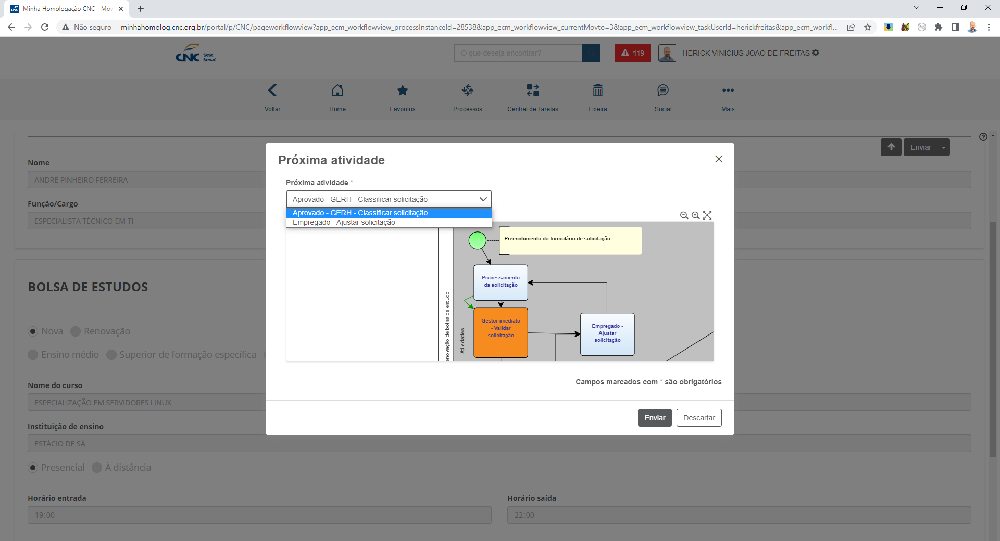 Minha Homologação CNC - Mov
Não seguro
minhahomolog.cnc.org.br/portal/p/CNC/pageworkflowview?app_ecm_workflowview_processInstanceId=28538&app_ecm_workflowview_currentMovto=3&app_ecm_workflowview_taskUserId=herickfreitas&app_ecm_workfl...
CNC Sesc
Senac
O que deseja encontrar?
119
HERICK VINICIUS JOAO DE FREITAS
Voltar
Home
Favoritos
Processos
Central de Tarefas
Lixeira
Social
Mais
Enviar
Nome
ANDRE PINHEIRO FERREIRA
Função/Cargo
ESPECIALISTA TÉCNICO EM TI
BOLSA DE ESTUDOS
Nova
Renovação
Ensino médio
Superior de formação específica
Nome do curso
ESPECIALIZAÇÃO EM SERVIDORES LINUX
Instituição de ensino
ESTÁCIO DE SÁ
Presencial
À distância
Horário entrada
19:00
Horário saída
22:00
Próxima atividade
Próxima atividade *
Aprovado - GERH - Classificar solicitação
Aprovado - GERH - Classificar solicitação
Empregado - Ajustar solicitação
Preenchimento do formulário de solicitação
Processamento
da solicitação
Gestor imediato
- Validar
solicitação
Empregado -
Ajustar
solicitação
enovação de bolsa de estudo
Atividades
Campos marcados com * são obrigatórios
Enviar
Descartar